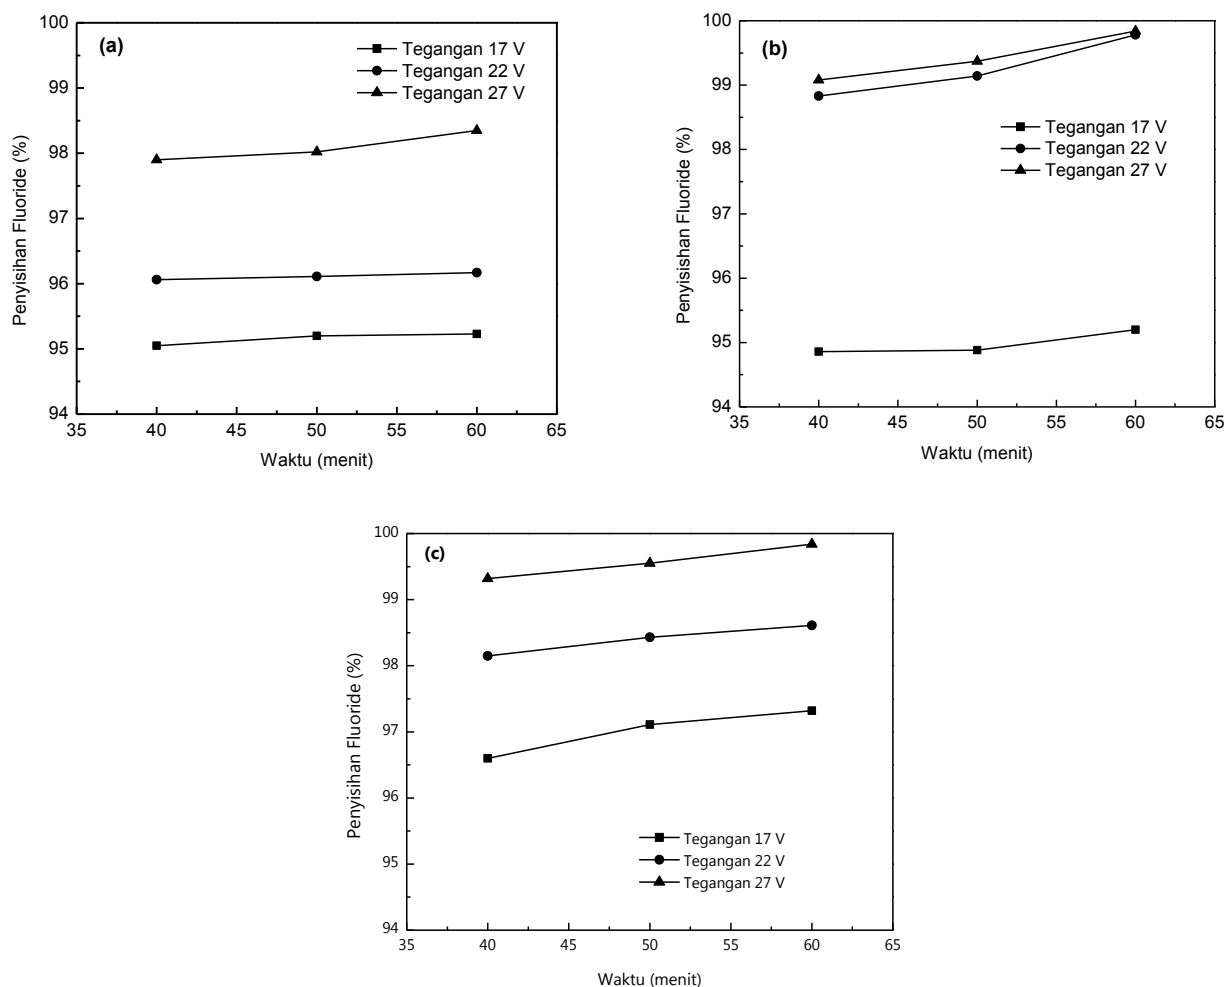 (a)
Tegangan 17 V
Tegangan 22 V
Tegangan 27 V
100
99
98
97
96
95
94
35 40 45 50 55 60 65
Penyisihan Fluoride (%)
Waktu (menit)
(b)
Tegangan 17 V
Tegangan 22 V
Tegangan 27 V
100
99
98
97
96
95
94
35 40 45 50 55 60 65
Penyisishan Fluoride (%)
Waktu (menit)
(c)
100
99
98
97
96
95
94
Tegangan 17 V
Tegangan 22 V
Tegangan 27 V
35 40 45 50 55 60 65
Penyisihan Fluoride (%)
Waktu (menit)